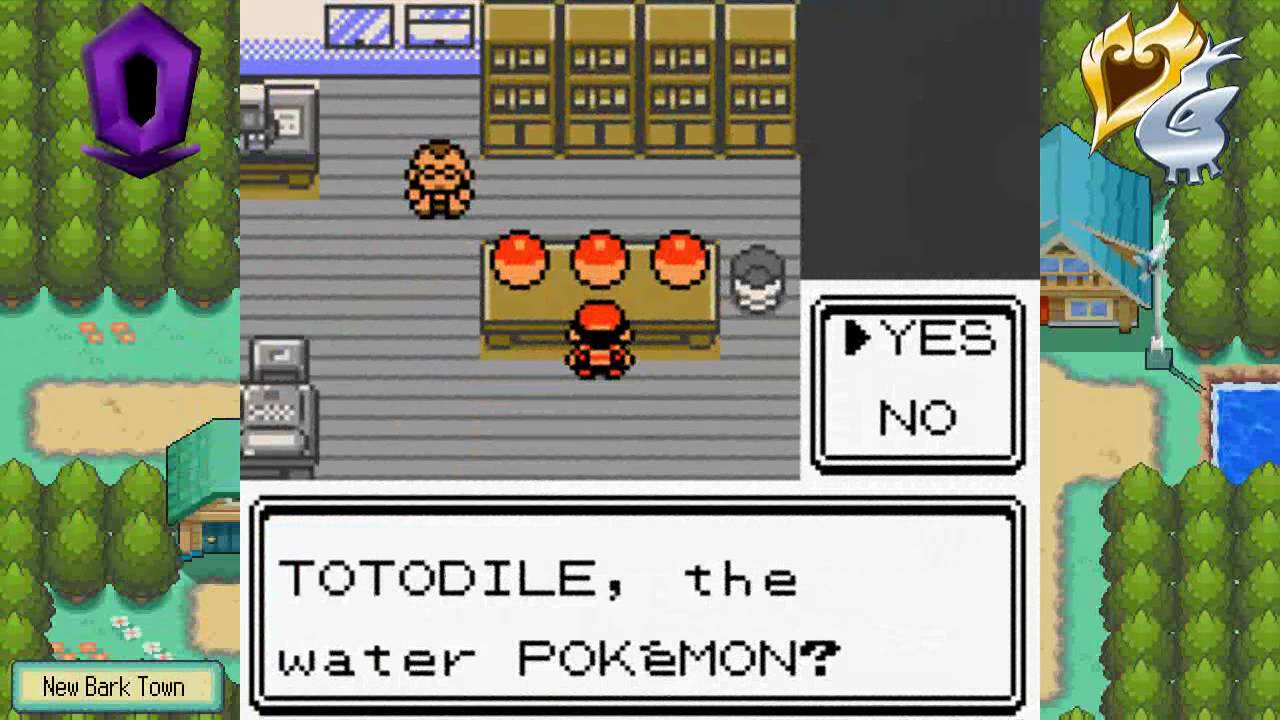 YES
NO
TOTODILE, the
water POKéMON?
New Bark Town